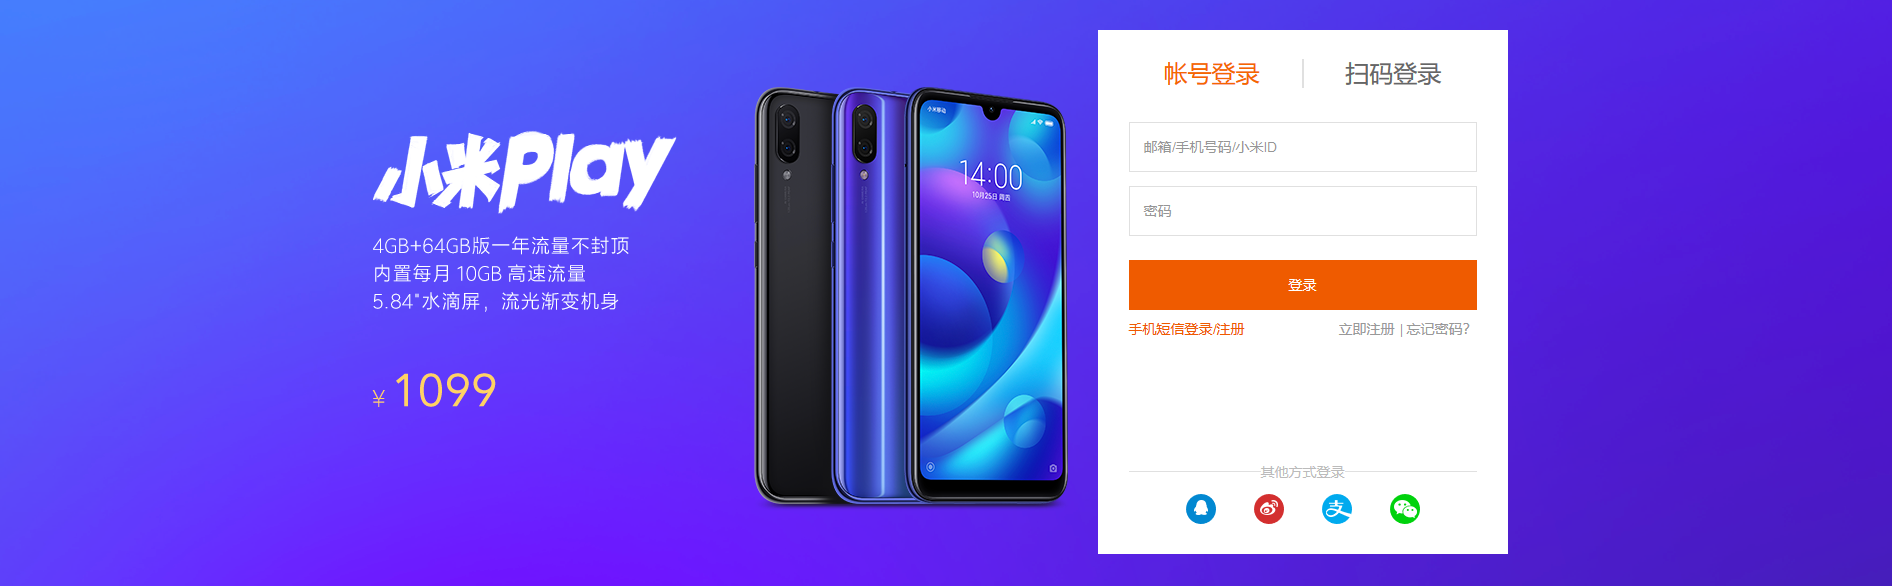 小米Play
4GB+64GB版一年流量不封顶
内置每月 10GB 高速流量
5.84"水滴屏，流光渐变机身
¥ 1099
小米移动
14:00
10月25日 周四
帐号登录
扫码登录
邮箱/手机号码/小米ID
密码
登录
手机短信登录/注册
立即注册 | 忘记密码?
其他方式登录
支